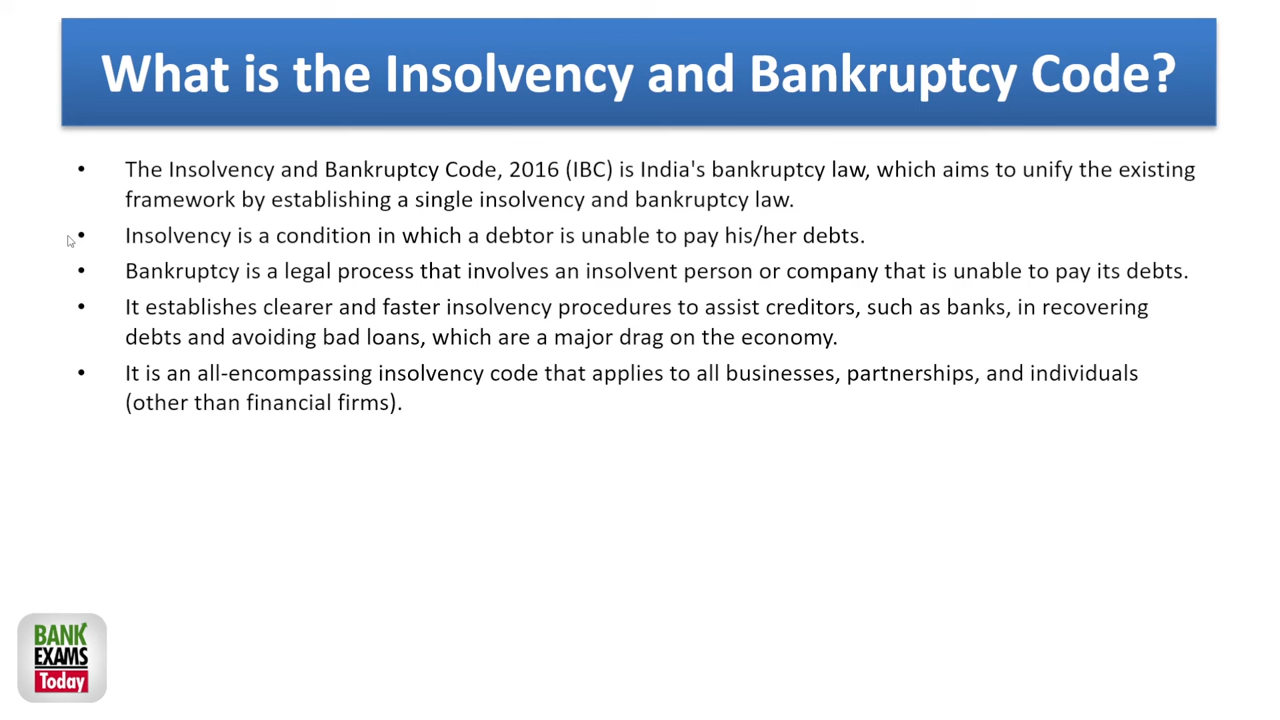 What is the Insolvency and Bankruptcy Code?
• The Insolvency and Bankruptcy Code, 2016 (IBC) is India's bankruptcy law, which aims to unify the existing
framework by establishing a single insolvency and bankruptcy law.
• Insolvency is a condition in which a debtor is unable to pay his/her debts.
• Bankruptcy is a legal process that involves an insolvent person or company that is unable to pay its debts.
• It establishes clearer and faster insolvency procedures to assist creditors, such as banks, in recovering
debts and avoiding bad loans, which are a major drag on the economy.
• It is an all-encompassing insolvency code that applies to all businesses, partnerships, and individuals
(other than financial firms).
BANK
EXAMS
Today